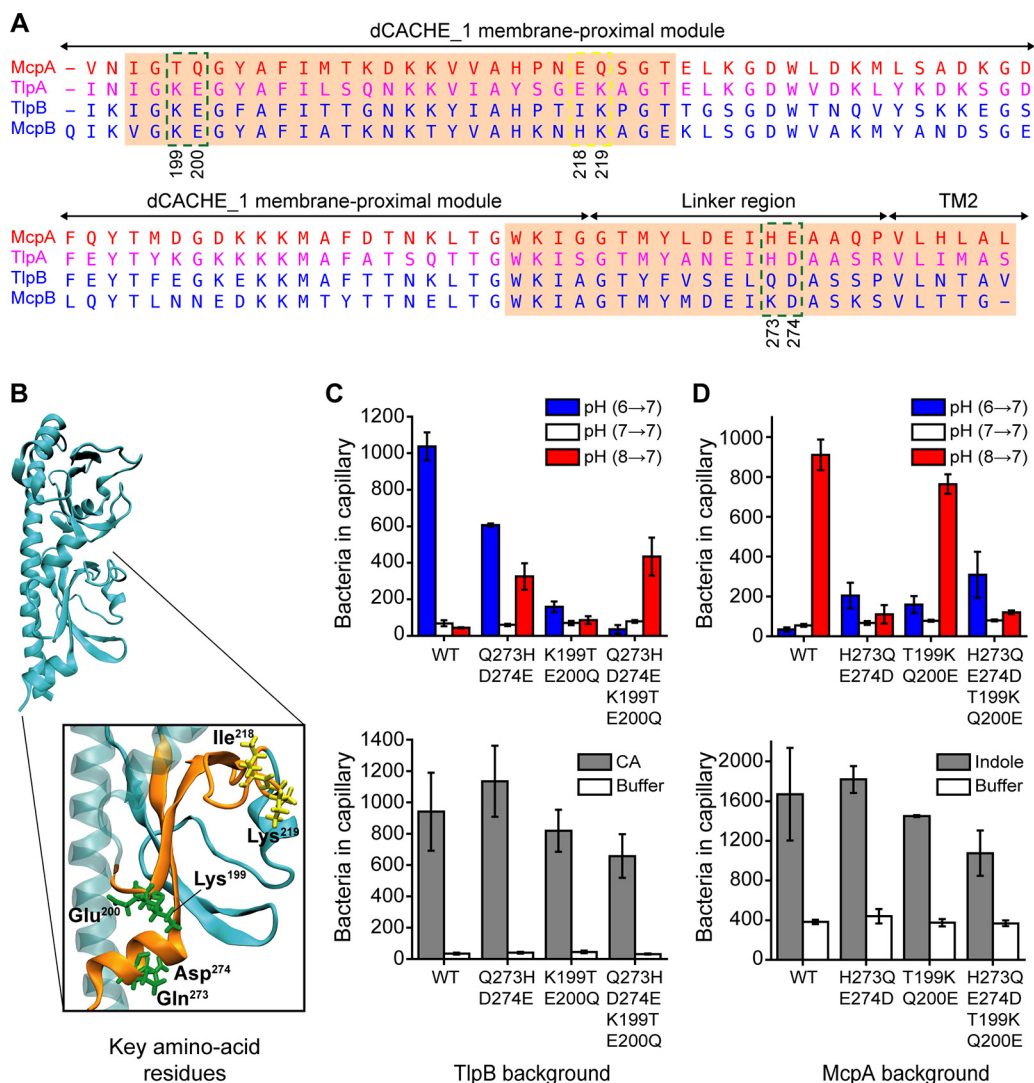 A
dCACHE_1 membrane-proximal module
McpA – V N I G T Q G Y A F I M T K D K K V V A H P N E Q S G T E L K G D W L D K M L S A D K G D
TlpA – I N I G K E G Y A F I L S Q N K K V I A Y S G E K A G T E L K G D W V D K L Y K D K S G D
TlpB – I K I G K E G F A F I T T G N K K Y I A H P T I K P G T T G S G D W T N Q V Y S K K E G S
McpB Q I K V G K E G Y A F I A T K N K T Y V A H K N H K A G E K L S G D W V A K M Y A N D S G E
199 200 218 219
dCACHE_1 membrane-proximal module Linker region TM2
McpA F Q Y T M D G D K K K M A F D T N K L T G W K I G G T M Y L D E I H E A A Q P V L H L A L
TlpA F E Y T Y K G K D K K M A F A T S Q T T G W K I S G T M Y A N E I H D A A S R V L I M A S
TlpB F E Y T F E G K E K K M A F T T N K L T G W K I A G T Y F V S E L Q D A S S P V L N T A V
McpB L Q Y T L N N E D K K M T Y T T N E L T G W K I A G T M Y M D E I K D A S K S V L T T G –
273 274
B
Ile218
Lys219
Lys199
Glu200
Asp274
Gln273
Key amino-acid
residues
C
Bacteria in capillary
1200
1000
800
600
400
200
0
pH (6→7)
pH (7→7)
pH (8→7)
WT Q273H K199T Q273H
D274E E200Q D274E
K199T
E200Q
Bacteria in capillary
1400
1200
1000
800
600
400
200
0
CA
Buffer
WT Q273H K199T Q273H
D274E E200Q D274E
K199T
E200Q
TlpB background
D
Bacteria in capillary
1000
800
600
400
200
0
pH (6→7)
pH (7→7)
pH (8→7)
WT H273Q T199K H273Q
E274D Q200E E274D
T199K
Q200E
Bacteria in capillary
2000
1600
1200
800
400
0
Indole
Buffer
WT H273Q T199K H273Q
E274D Q200E E274D
T199K
Q200E
McpA background